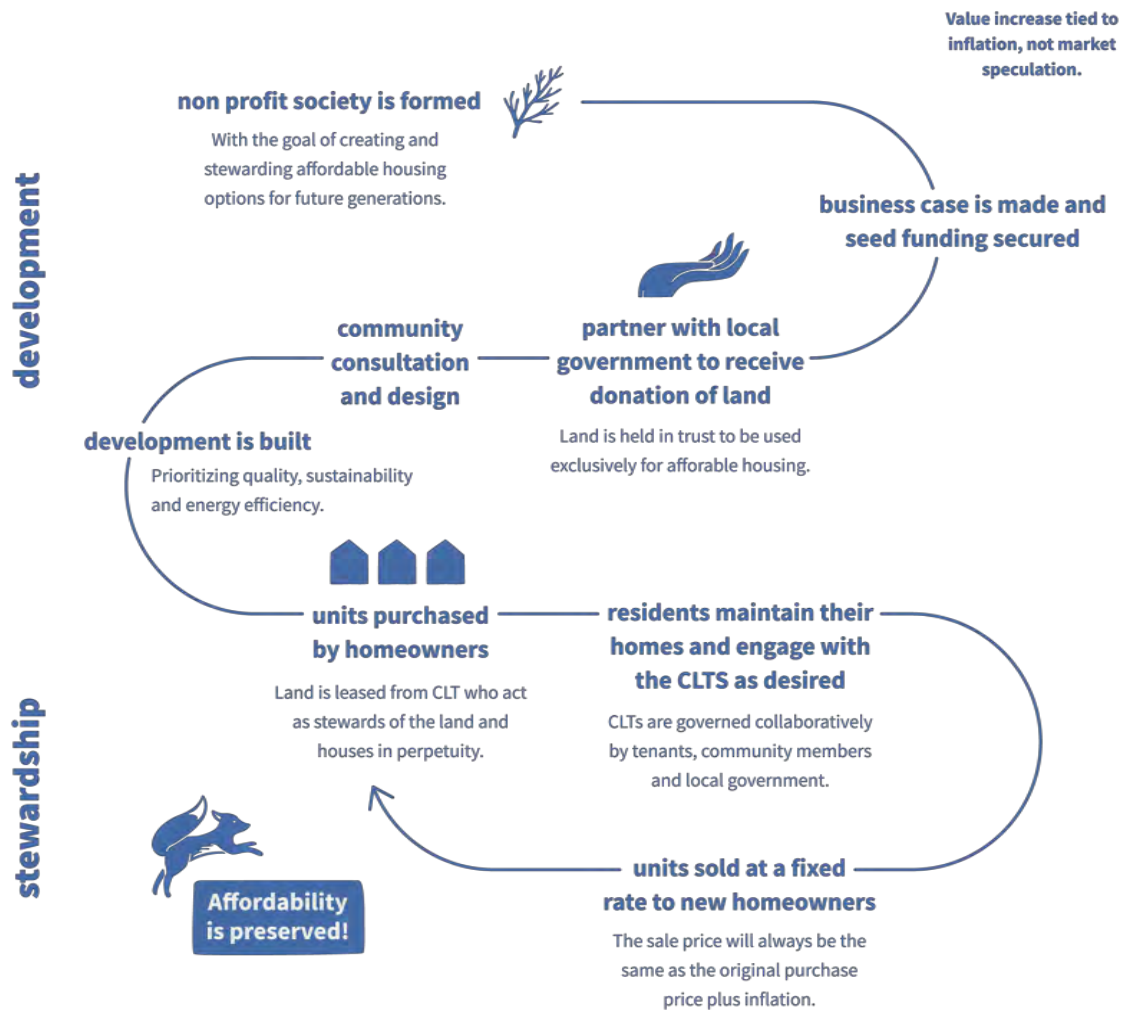 Value increase tied to
inflation, not market
speculation.
non profit society is formed
With the goal of creating and
stewarding affordable housing
options for future generations.
development
business case is made and
seed funding secured
partner with local
government to receive
donation of land
Land is held in trust to be used
exclusively for afforable housing.
community
consultation
and design
development is built
Prioritizing quality, sustainability
and energy efficiency.
stewardship
units purchased
by homeowners
Land is leased from CLT who act
as stewards of the land and
houses in perpetuity.
residents maintain their
homes and engage with
the CLTS as desired
CLTs are governed collaboratively
by tenants, community members
and local government.
units sold at a fixed
rate to new homeowners
The sale price will always be the
same as the original purchase
price plus inflation.
Affordability
is preserved!